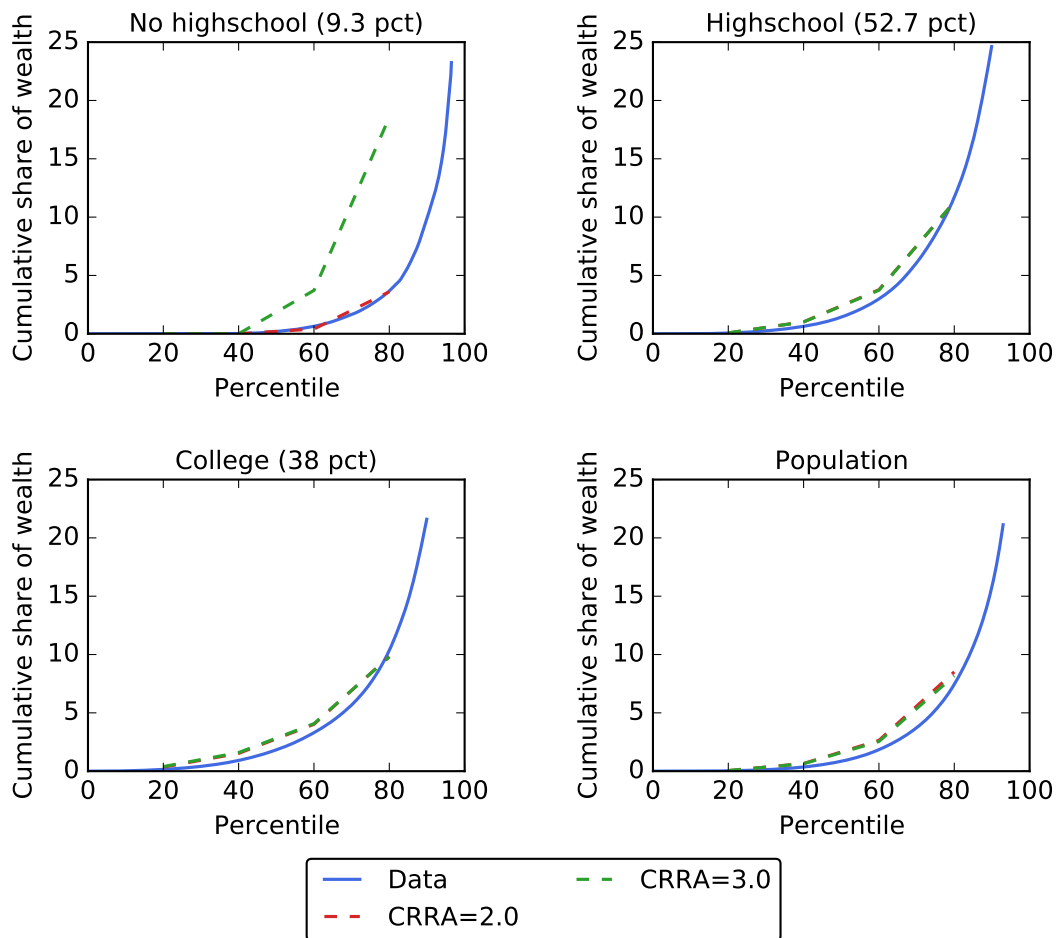 No highschool (9.3 pct)
25
20
15
10
5
0
Cumulative share of wealth
0 20 40 60 80 100
Percentile
Highschool (52.7 pct)
25
20
15
10
5
0
Cumulative share of wealth
0 20 40 60 80 100
Percentile
College (38 pct)
25
20
15
10
5
0
Cumulative share of wealth
0 20 40 60 80 100
Percentile
Population
25
20
15
10
5
0
Cumulative share of wealth
0 20 40 60 80 100
Percentile
Data
CRRA=2.0
CRRA=3.0